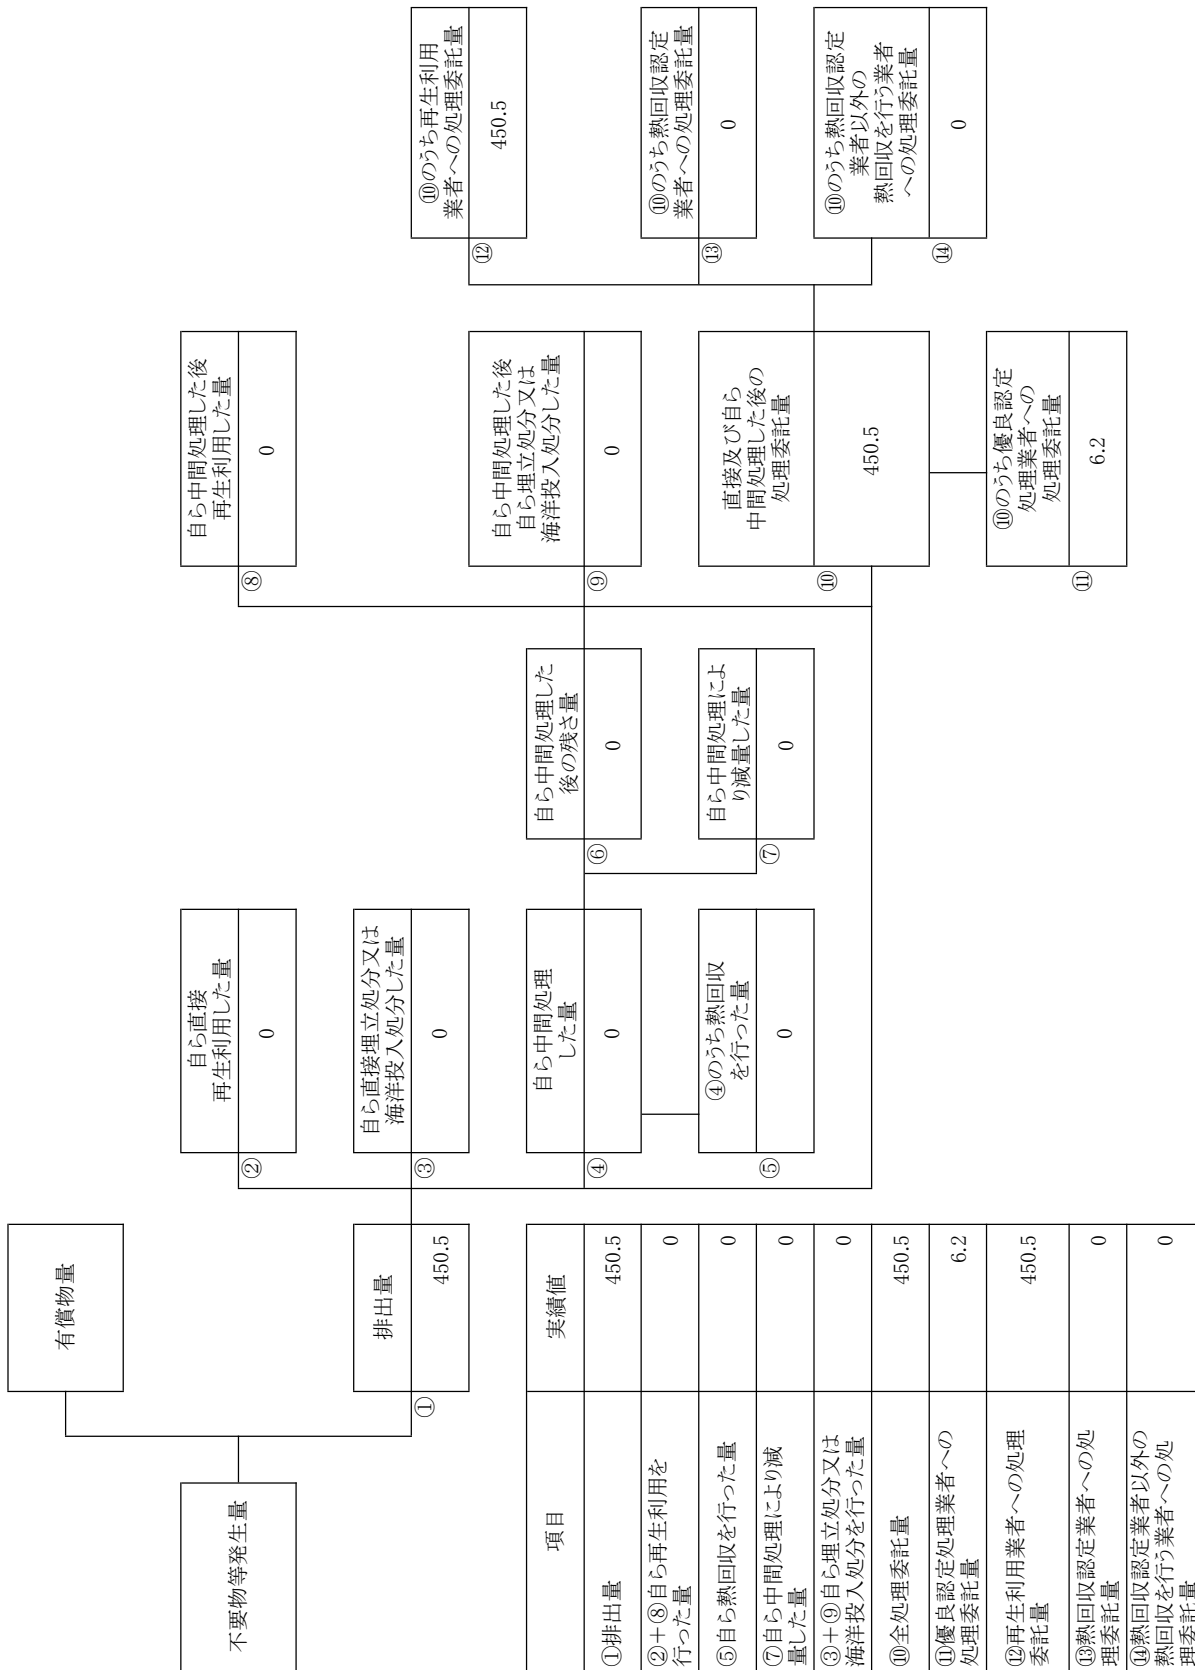 不要物等発生量
有償物量
①
排出量
450.5
②
自ら直接
再生利用した量
0
③
自ら直接埋立処分又は
海洋投入処分した量
0
④
自ら中間処理
した量
0
⑤
④のうち熱回収
を行った量
0
⑥
自ら中間処理した
後の残さ量
0
⑦
自ら中間処理によ
り減量した量
0
⑧
自ら中間処理した後
再生利用した量
0
⑨
自ら中間処理した後
自ら埋立処分又は
海洋投入処分した量
0
⑩
直接及び自ら
中間処理した後の
処理委託量
450.5
⑪
⑩のうち優良認定
処理業者への
処理委託量
6.2
⑫
⑩のうち再生利用
業者への処理委託量
450.5
⑬
⑩のうち熱回収認定
業者への処理委託量
0
⑭
⑩のうち熱回収認定
業者以外の
熱回収を行う業者
への処理委託量
0
項目 実績値
①排出量 450.5
②+⑧自ら再生利用を
行った量 0
⑤自ら熱回収を行った量 0
⑦自ら中間処理により減
量した量 0
③+⑨自ら埋立処分又は
海洋投入処分を行った量 0
⑩全処理委託量 450.5
⑪優良認定処理業者への
処理委託量 6.2
⑫再生利用業者への処理
委託量 450.5
⑬熱回収認定業者への処
理委託量 0
⑭熱回収認定業者以外の
熱回収を行う業者への処
理委託量 0